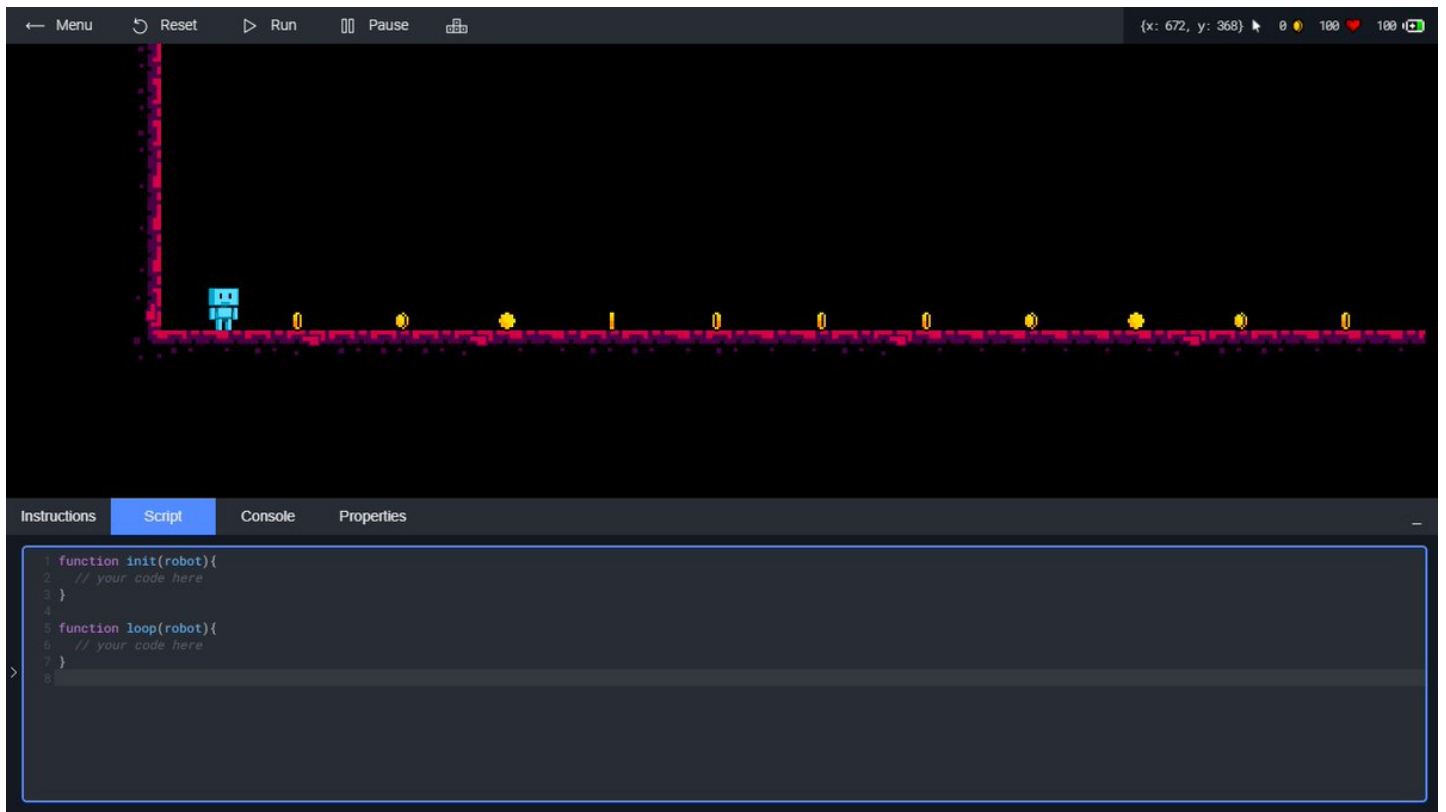 ← Menu Reset Run Pause {x: 672, y: 368} 0 100 100
Instructions Script Console Properties
1 function init(robot){
2 // your code here
3 }
4
5 function loop(robot){
6 // your code here
7 }
8